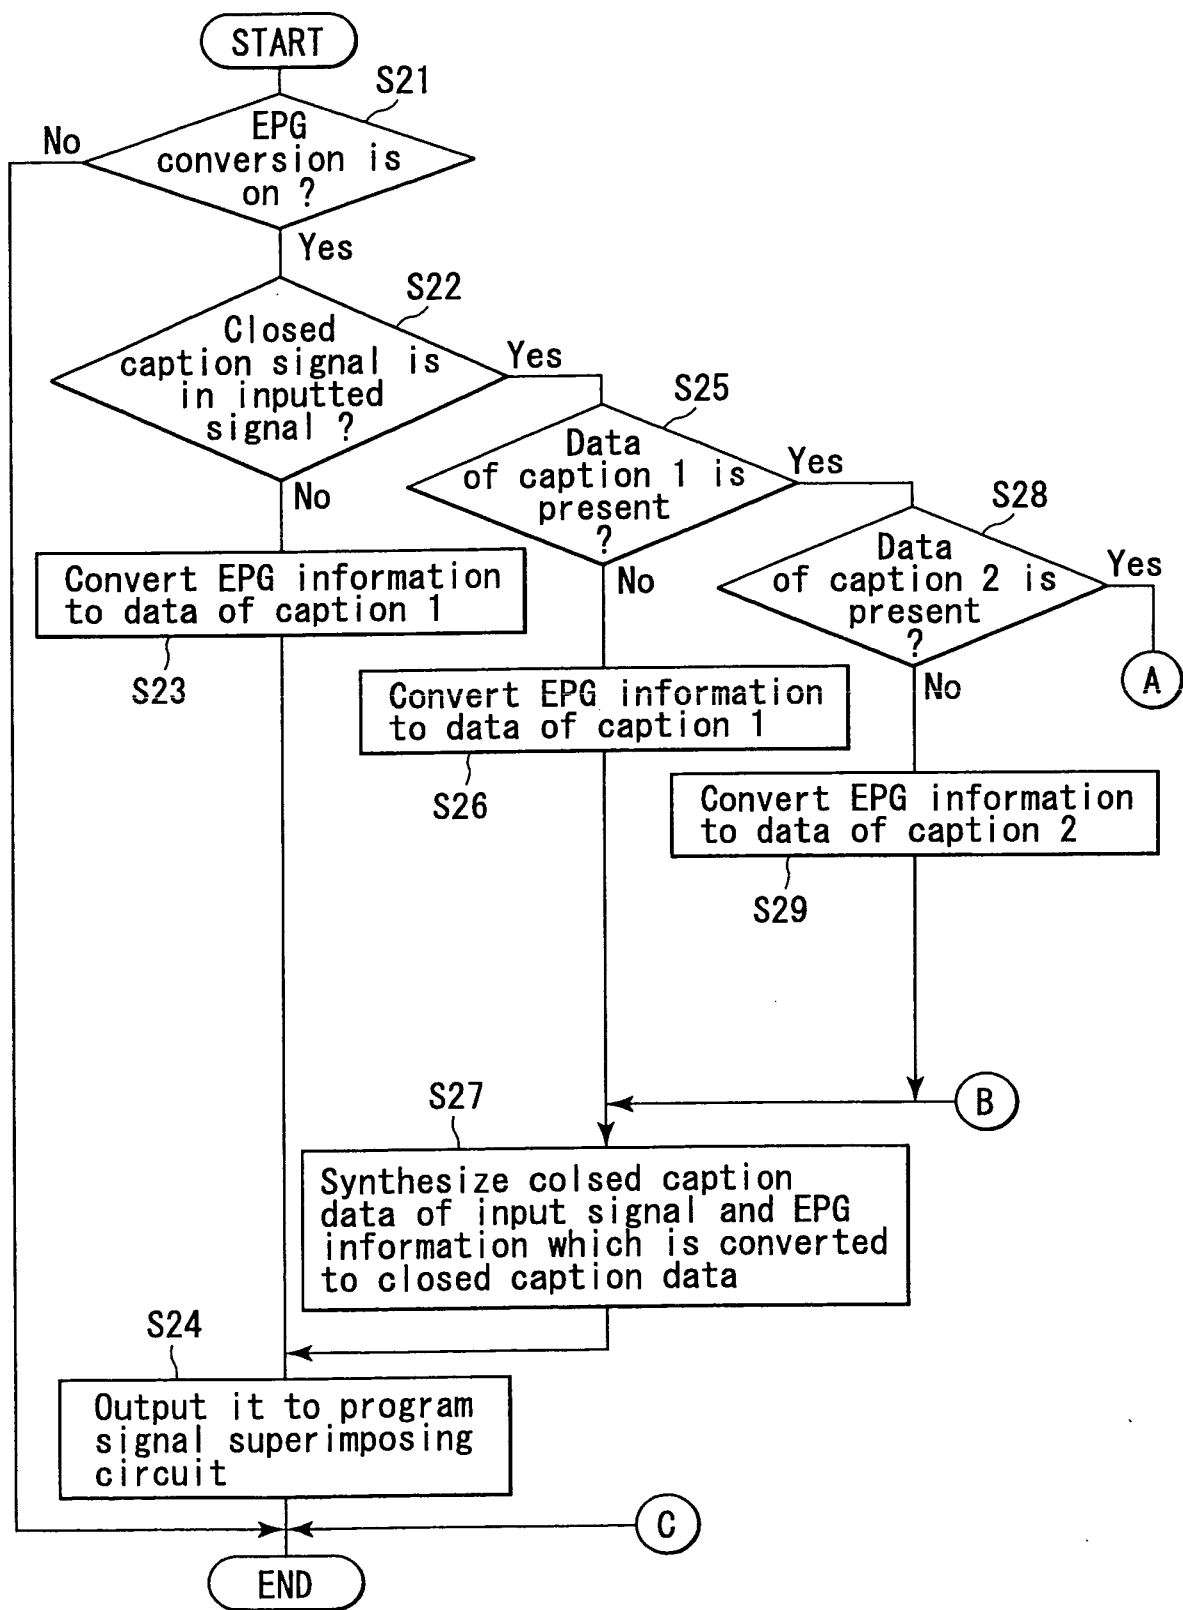 START
S21
EPG
conversion is
on ?
No
Yes
S22
Closed
caption signal is
in inputted
signal ?
Yes
No
S25
Data
of caption 1 is
present
?
Yes
No
S28
Data
of caption 2 is
present
?
Yes
No
A
Convert EPG information
to data of caption 1
S23
Convert EPG information
to data of caption 1
S26
Convert EPG information
to data of caption 2
S29
B
S27
Synthesize colsed caption
data of input signal and EPG
information which is converted
to closed caption data
S24
Output it to program
signal superimposing
circuit
C
END